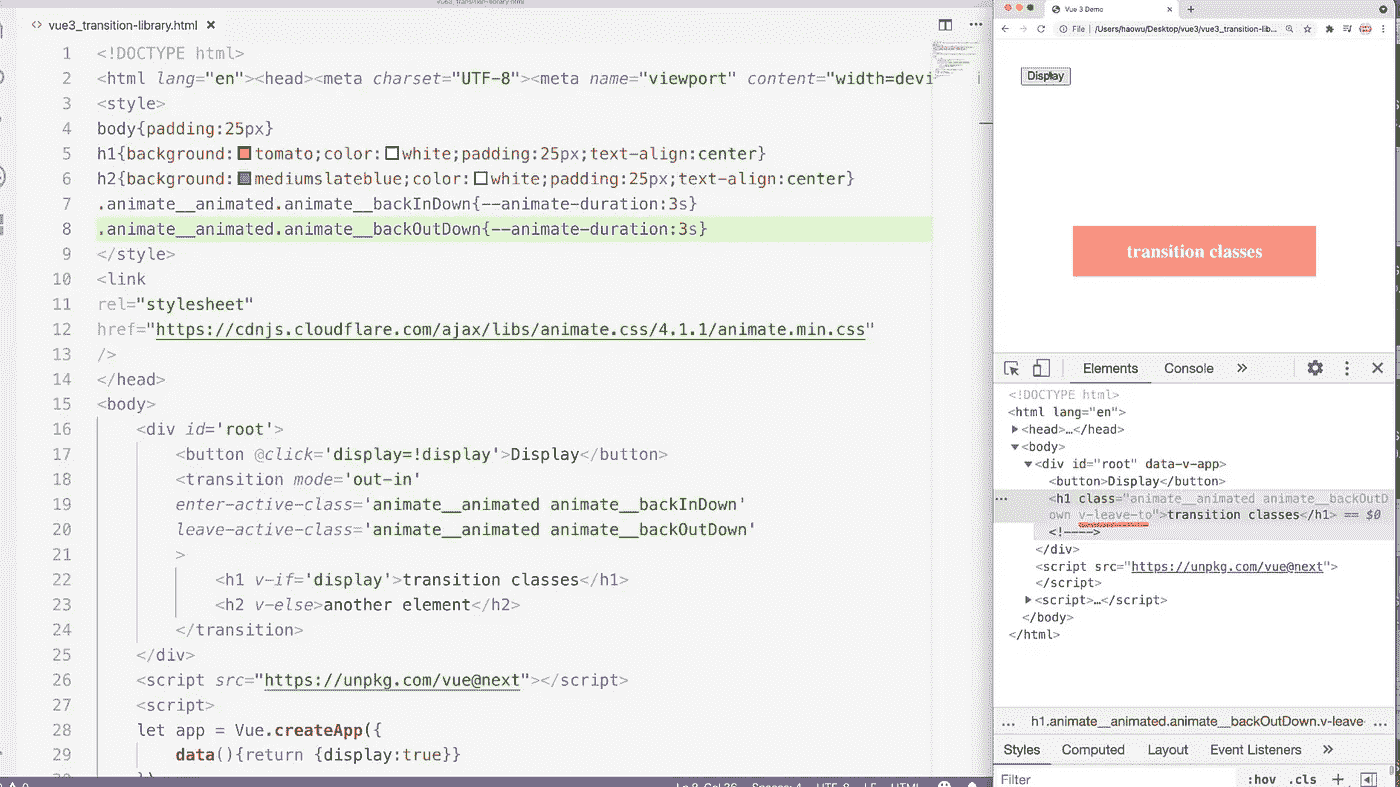 vue3_transition-library.html
<> vue3_transition-library.html ×
1 <!DOCTYPE html>
2 <html lang="en"><head><meta charset="UTF-8"><meta name="viewport" content="width=devi
3 <style>
4 body{padding:25px}
5 h1{background:tomato;color:white;padding:25px;text-align:center}
6 h2{background:mediumslateblue;color:white;padding:25px;text-align:center}
7 .animate__animated.animate__backInDown{--animate-duration:3s}
8 .animate__animated.animate__backOutDown{--animate-duration:3s}
9 </style>
10 <link
11 rel="stylesheet"
12 href="https://cdnjs.cloudflare.com/ajax/libs/animate.css/4.1.1/animate.min.css"
13 />
14 </head>
15 <body>
16 <div id='root'>
17 <button @click='display=!display'>Display</button>
18 <transition mode='out-in'
19 enter-active-class='animate__animated animate__backInDown'
20 leave-active-class='animate__animated animate__backOutDown'
21 >
22 <h1 v-if='display'>transition classes</h1>
23 <h2 v-else>another element</h2>
24 </transition>
25 </div>
26 <script src="https://unpkg.com/vue@next"></script>
27 <script>
28 let app = Vue.createApp({
29 data(){return {display:true}}
Vue 3 Demo
File | /Users/haowu/Desktop/vue3/vue3_transition-lib...
Display
transition classes
Elements Console »
<!DOCTYPE html>
<html lang="en">
<head>…</head>
<body>
<div id="root" data-v-app>
<button>Display</button>
<h1 class="animate__animated animate__backOutD
own v-leave-to">transition classes</h1> == $0
<!---->
</div>
<script src="https://unpkg.com/vue@next">
</script>
<script>…</script>
</body>
</html>
... h1.animate__animated.animate__backOutDown.v-leave ...
Styles Computed Layout Event Listeners »
Filter :hov .cls +